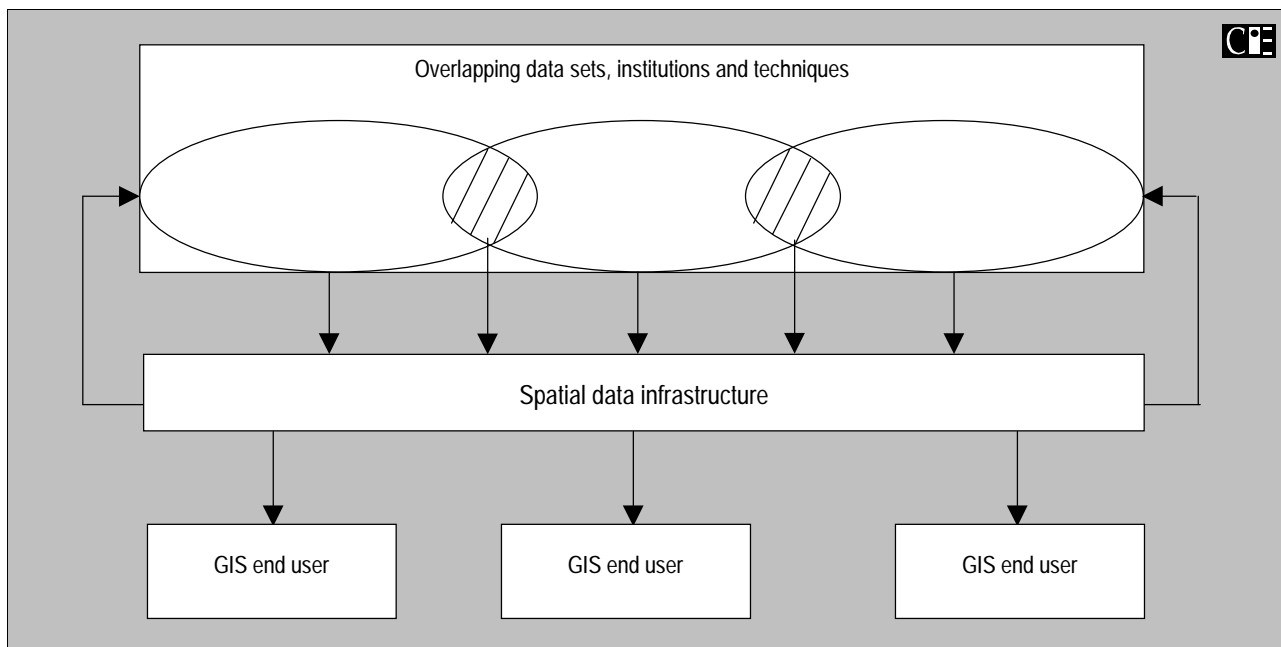 CIE
Overlapping data sets, institutions and techniques
Spatial data infrastructure
GIS end user
GIS end user
GIS end user